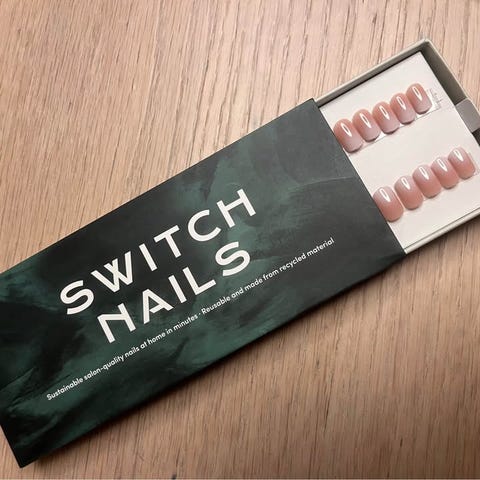 SWITCH
NAILS
Sustainable salon-quality nails at home in minutes · Reusable and made from recycled material